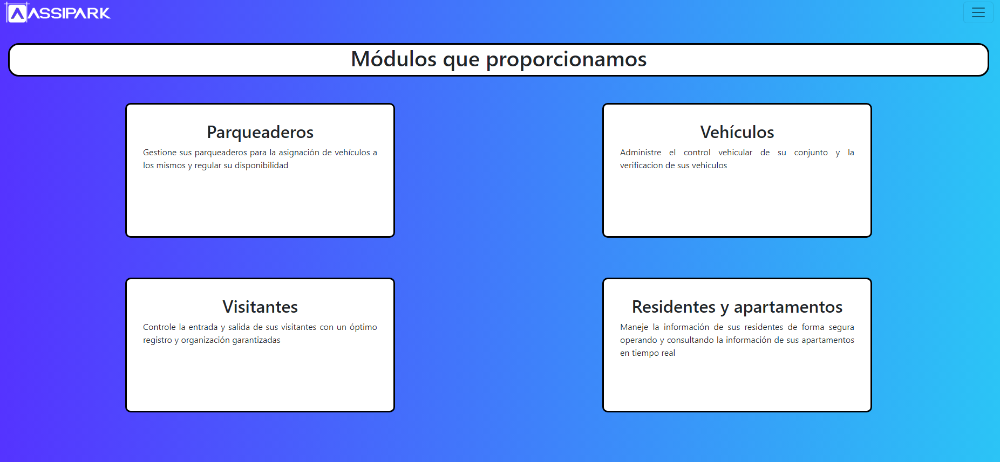 ASSIPARK
Módulos que proporcionamos
Parqueaderos
Gestione sus parqueaderos para la asignación de vehículos a
los mismos y regular su disponibilidad
Vehículos
Administre el control vehicular de su conjunto y la
verificacion de sus vehiculos
Visitantes
Controle la entrada y salida de sus visitantes con un óptimo
registro y organización garantizadas
Residentes y apartamentos
Maneje la información de sus residentes de forma segura
operando y consultando la información de sus apartamentos
en tiempo real